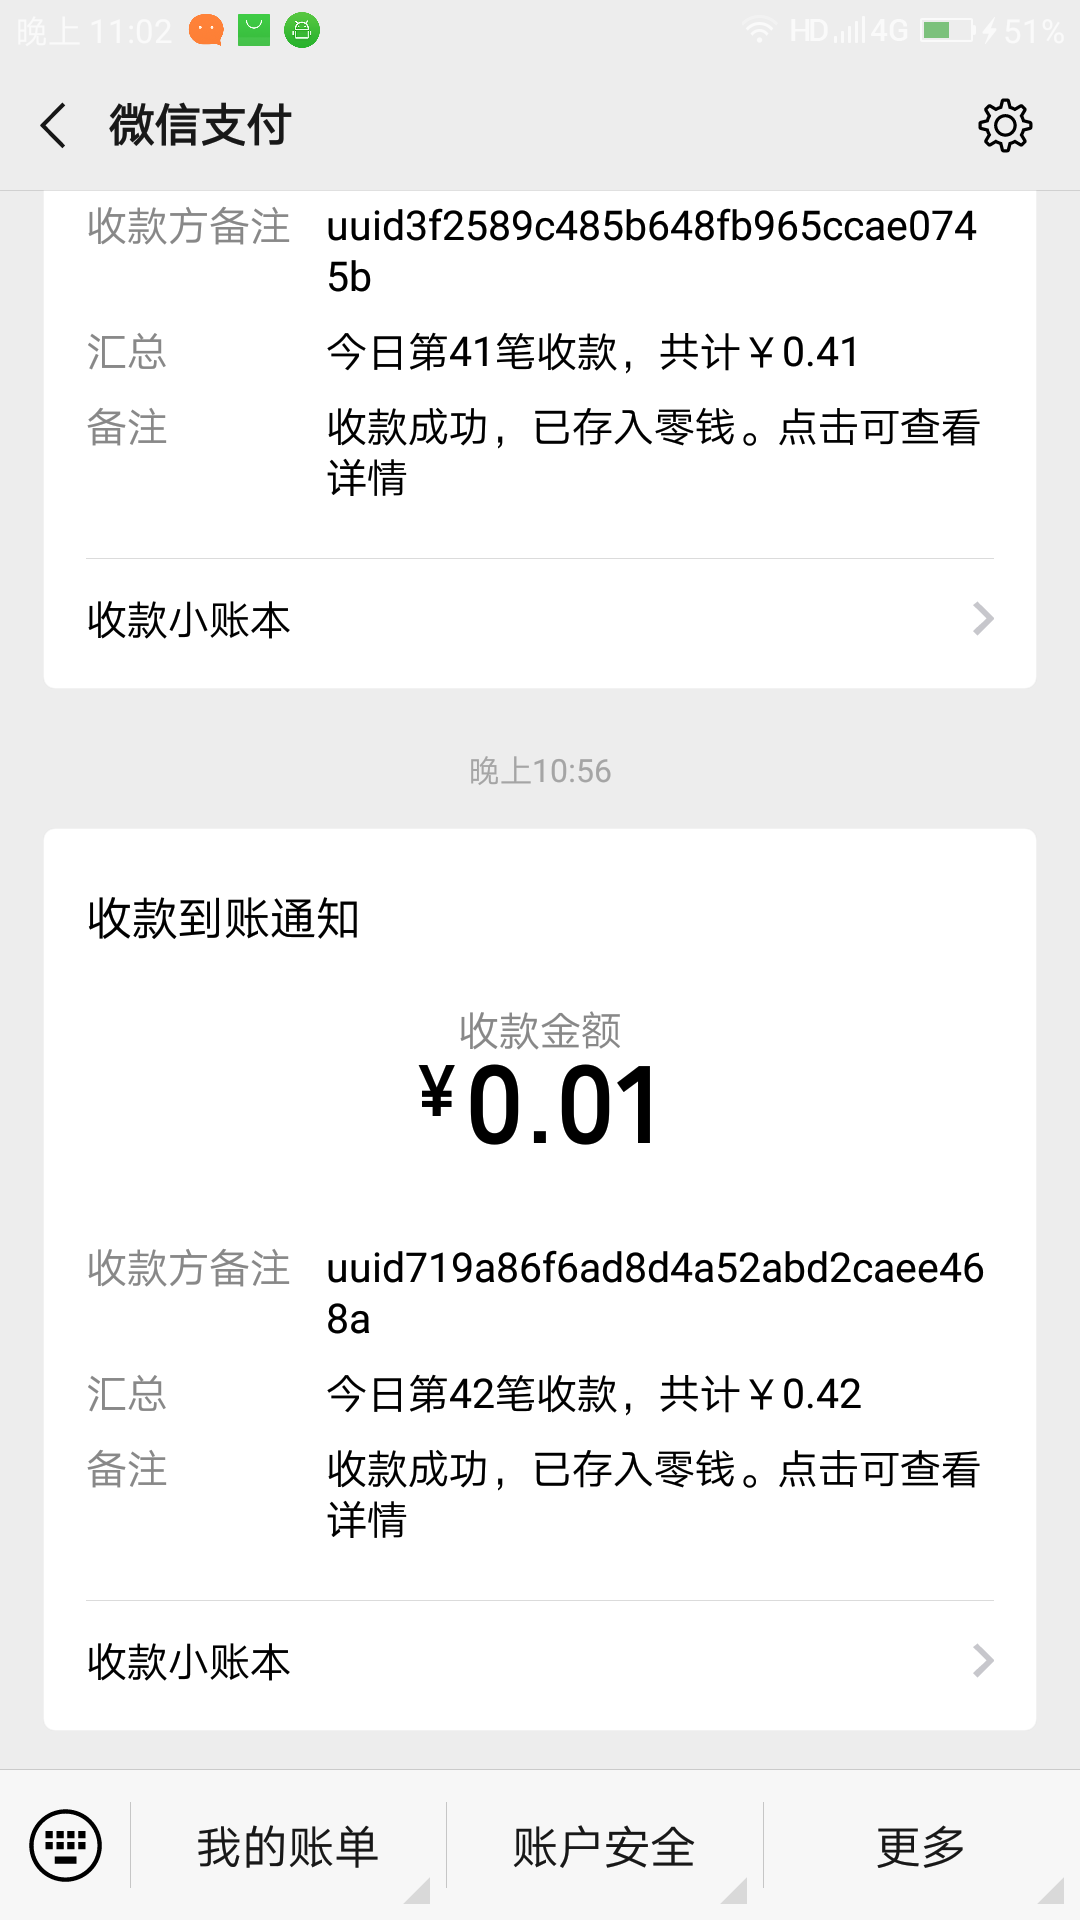 晚上 11:02 HD 4G 51%
微信支付
收款方备注 uuid3f2589c485b648fb965ccae074
5b
汇总 今日第41笔收款，共计￥0.41
备注 收款成功，已存入零钱。点击可查看
详情
收款小账本
晚上10:56
收款到账通知
收款金额
¥0.01
收款方备注 uuid719a86f6ad8d4a52abd2caee46
8a
汇总 今日第42笔收款，共计￥0.42
备注 收款成功，已存入零钱。点击可查看
详情
收款小账本
我的账单 账户安全 更多